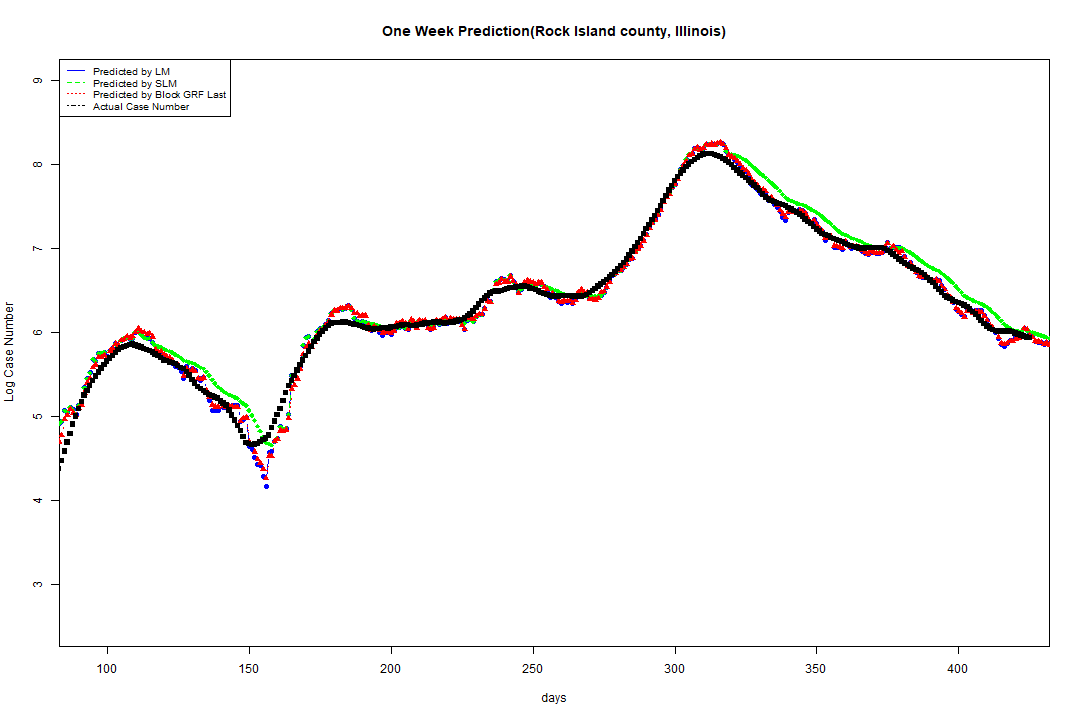 One Week Prediction(Rock Island county, Illinois)
Predicted by LM
Predicted by SLM
Predicted by Block GRF Last
Actual Case Number
9
8
7
6
5
4
3
Log Case Number
100 150 200 250 300 350 400
days